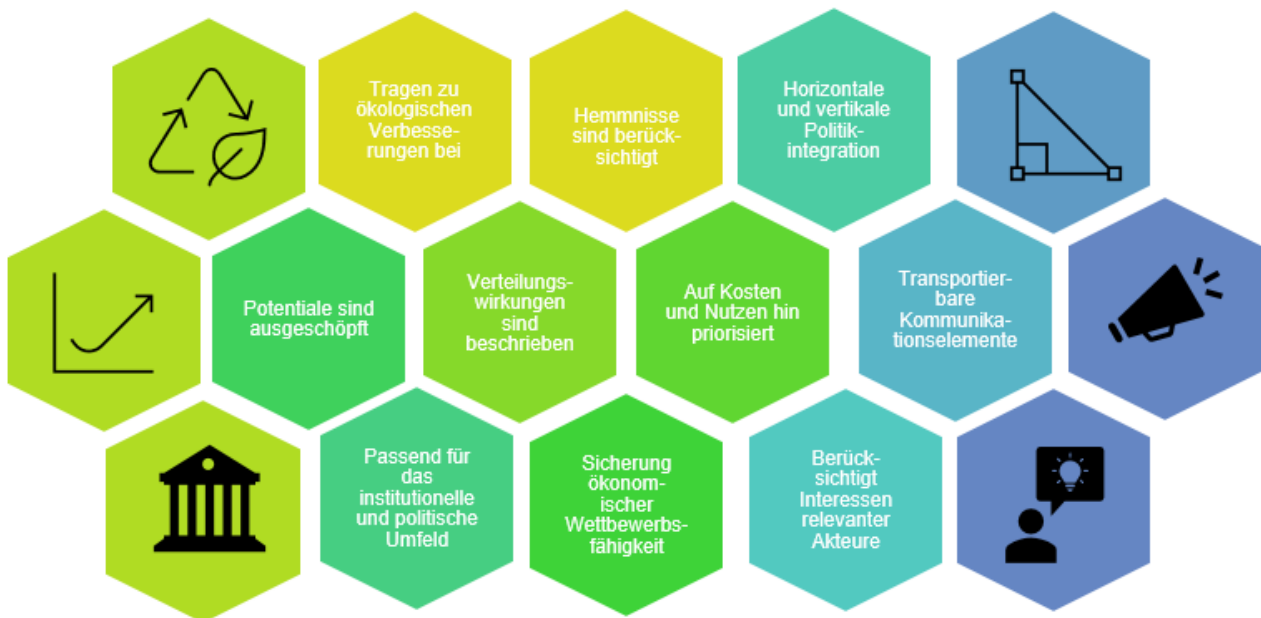 Tragen zu
ökologischen
Verbesse-
rungen bei
Hemmnisse
sind berück-
sichtigt
Horizontale
und vertikale
Politik-
integration
Potentiale sind
ausgeschöpft
Verteilungs-
wirkungen
sind
beschrieben
Auf Kosten
und Nutzen hin
priorisiert
Transportier-
bare
Kommunika-
tionselemente
Passend für
das
institutionelle
und politische
Umfeld
Sicherung
ökonom-
ischer
Wettbewerbs-
fähigkeit
Berück-
sichtigt
Interessen
relevanter
Akteure